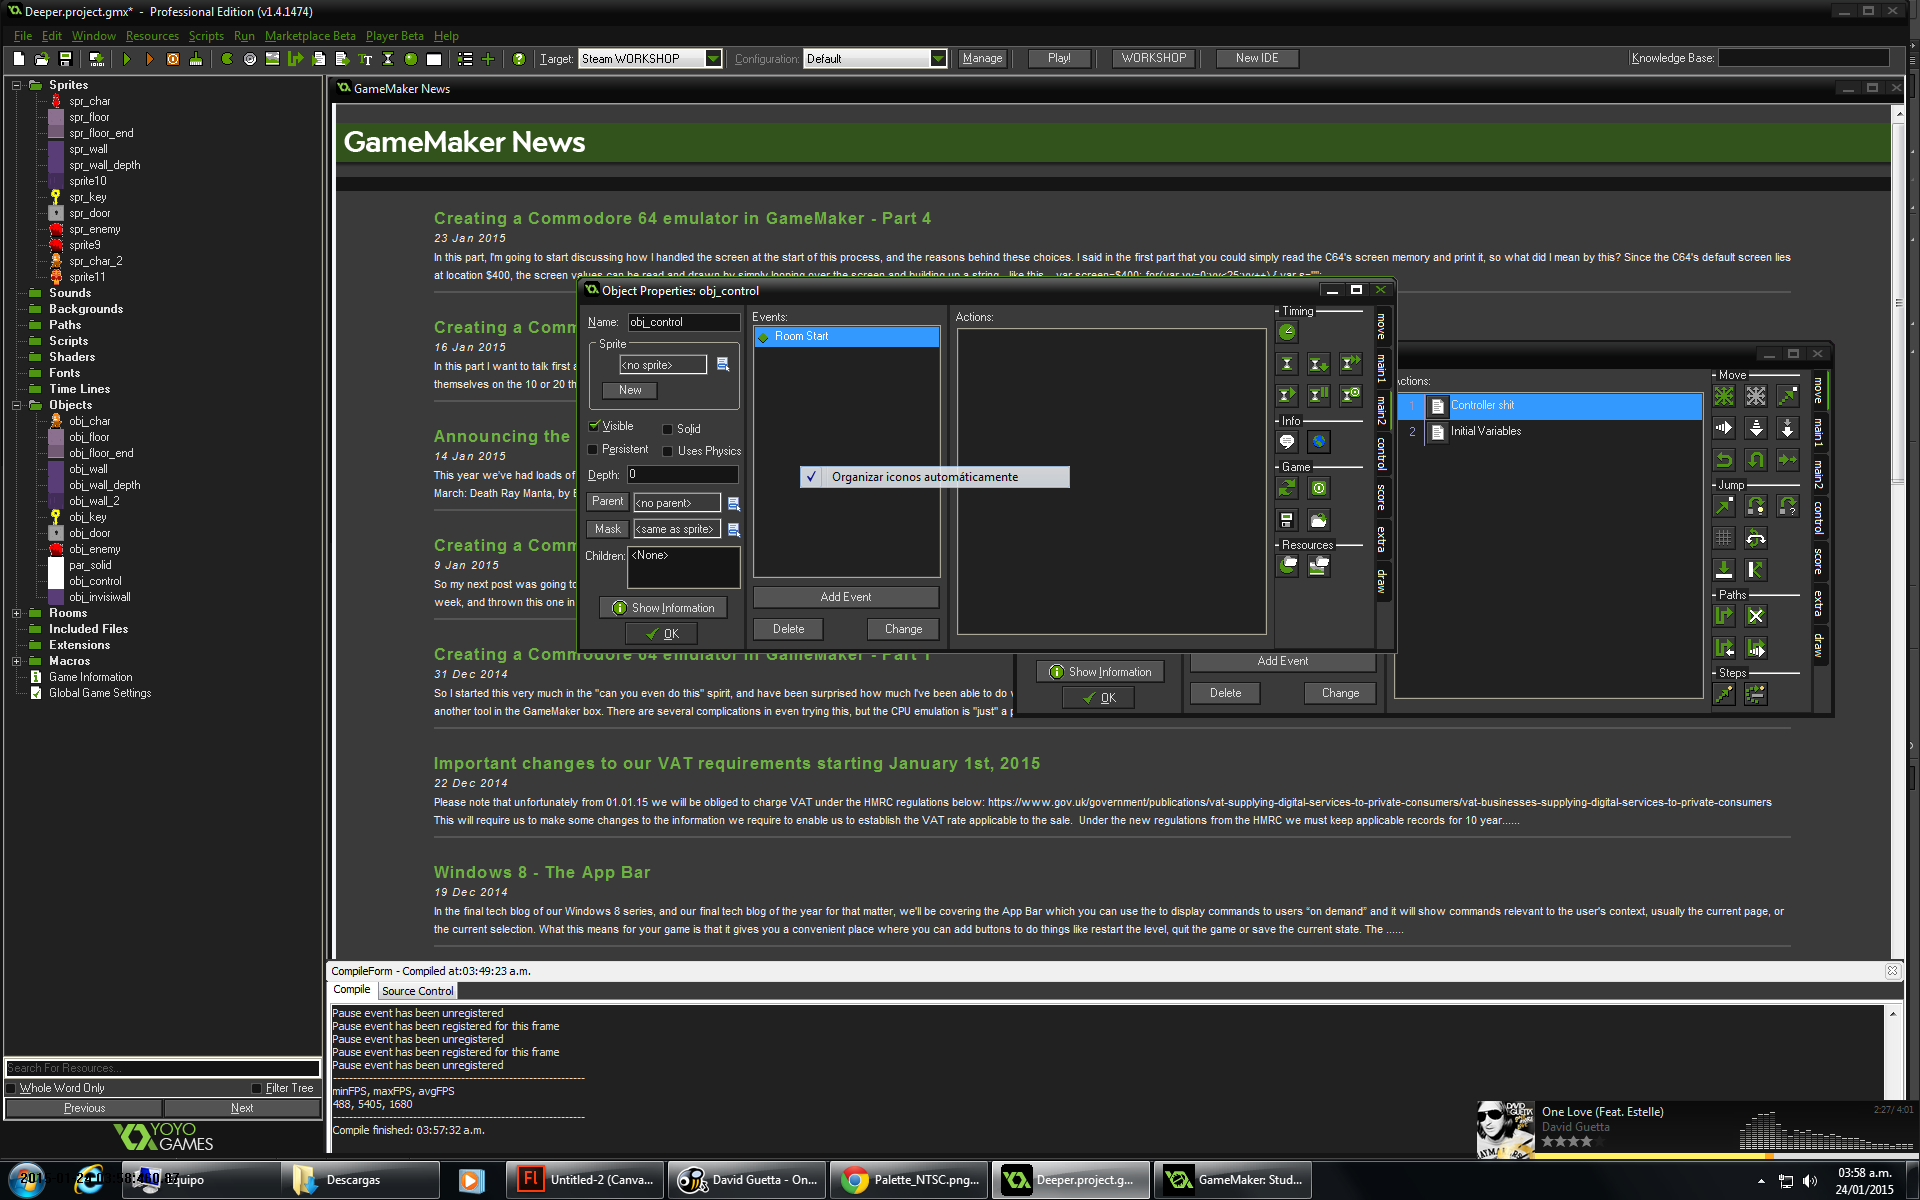 Deeper.project.gmx* - Professional Edition (v1.4.1474)
File Edit Window Resources Scripts Run Marketplace Beta Player Beta Help
Target: Steam WORKSHOP Configuration: Default Manage Play! WORKSHOP New IDE Knowledge Base:
Sprites
spr_char
spr_floor
spr_floor_end
spr_wall
spr_wall_depth
sprite10
spr_key
spr_door
spr_enemy
sprite9
spr_char_2
sprite11
Sounds
Backgrounds
Paths
Scripts
Shaders
Fonts
Time Lines
Objects
obj_char
obj_floor
obj_floor_end
obj_wall
obj_wall_depth
obj_wall_2
obj_key
obj_door
obj_enemy
par_solid
obj_control
obj_invisiwall
Rooms
Included Files
Extensions
Macros
Game Information
Global Game Settings
Search For Resources...
Whole Word Only Filter Tree
Previous Next
YOYO
GAMES
GameMaker News
GameMaker News
Creating a Commodore 64 emulator in GameMaker - Part 4
23 Jan 2015
In this part, I'm going to start discussing how I handled the screen at the start of this process, and the reasons behind these choices. I said in the first part that you could simply read the C64's screen memory and print it, so what did I mean by this? Since the C64's default screen lies
at location $400, the screen values can be read and drawn by simply looping over the screen and building up a string...like this... var screen=$400; for(var yy=0;yy<25;yy++) { var s="";
Creating a Comm
16 Jan 2015
In this part I want to talk first a
themselves on the 10 or 20 th
Announcing the
14 Jan 2015
This year we've had loads of
March: Death Ray Manta, by E
Creating a Comm
9 Jan 2015
So my next post was going to
week, and thrown this one in
Creating a Commodore 64 emulator in GameMaker - Part 1
31 Dec 2014
So I started this very much in the "can you even do this" spirit, and have been surprised how much I've been able to do v
another tool in the GameMaker box. There are several complications in even trying this, but the CPU emulation is "just" a p
Important changes to our VAT requirements starting January 1st, 2015
22 Dec 2014
Please note that unfortunately from 01.01.15 we will be obliged to charge VAT under the HMRC regulations below: https://www.gov.uk/government/publications/vat-supplying-digital-services-to-private-consumers/vat-businesses-supplying-digital-services-to-private-consumers
This will require us to make some changes to the information we require to enable us to establish the VAT rate applicable to the sale. Under the new regulations from the HMRC we must keep applicable records for 10 year......
Windows 8 - The App Bar
19 Dec 2014
In the final tech blog of our Windows 8 series, and our final tech blog of the year for that matter, we'll be covering the App Bar which you can use the to display commands to users “on demand” and it will show commands relevant to the user's context, usually the current page, or
the current selection. What this means for your game is that it gives you a convenient place where you can add buttons to do things like restart the level, quit the game or save the current state. The ......
Object Properties: obj_control
Name: obj_control
Sprite
<no sprite>
New
Visible Solid
Persistent Uses Physics
Depth: 0
Parent <no parent>
Mask <same as sprite>
Children: <None>
Show Information
OK
Events:
Room Start
Add Event
Delete Change
Actions:
Organizar iconos automáticamente
Timing
Info
Game
Resources
move
main1
main2
control
score
extra
draw
Actions:
1 Controller shit
2 Initial Variables
Move
Jump
Paths
Steps
move
main1
main2
control
score
extra
draw
Show Information
OK
Add Event
Delete Change
CompileForm - Compiled at:03:49:23 a.m.
Compile Source Control
Pause event has been unregistered
Pause event has been registered for this frame
Pause event has been unregistered
Pause event has been registered for this frame
Pause event has been unregistered
minFPS, maxFPS, avgFPS
488, 5405, 1680
Compile finished: 03:57:32 a.m.
One Love (Feat. Estelle)
David Guetta
2:27/ 4:01
Equipo
Descargas
Untitled-2 (Canva...
David Guetta - On...
Palette_NTSC.png...
Deeper.project.g...
GameMaker: Stud...
03:58 a.m.
24/01/2015